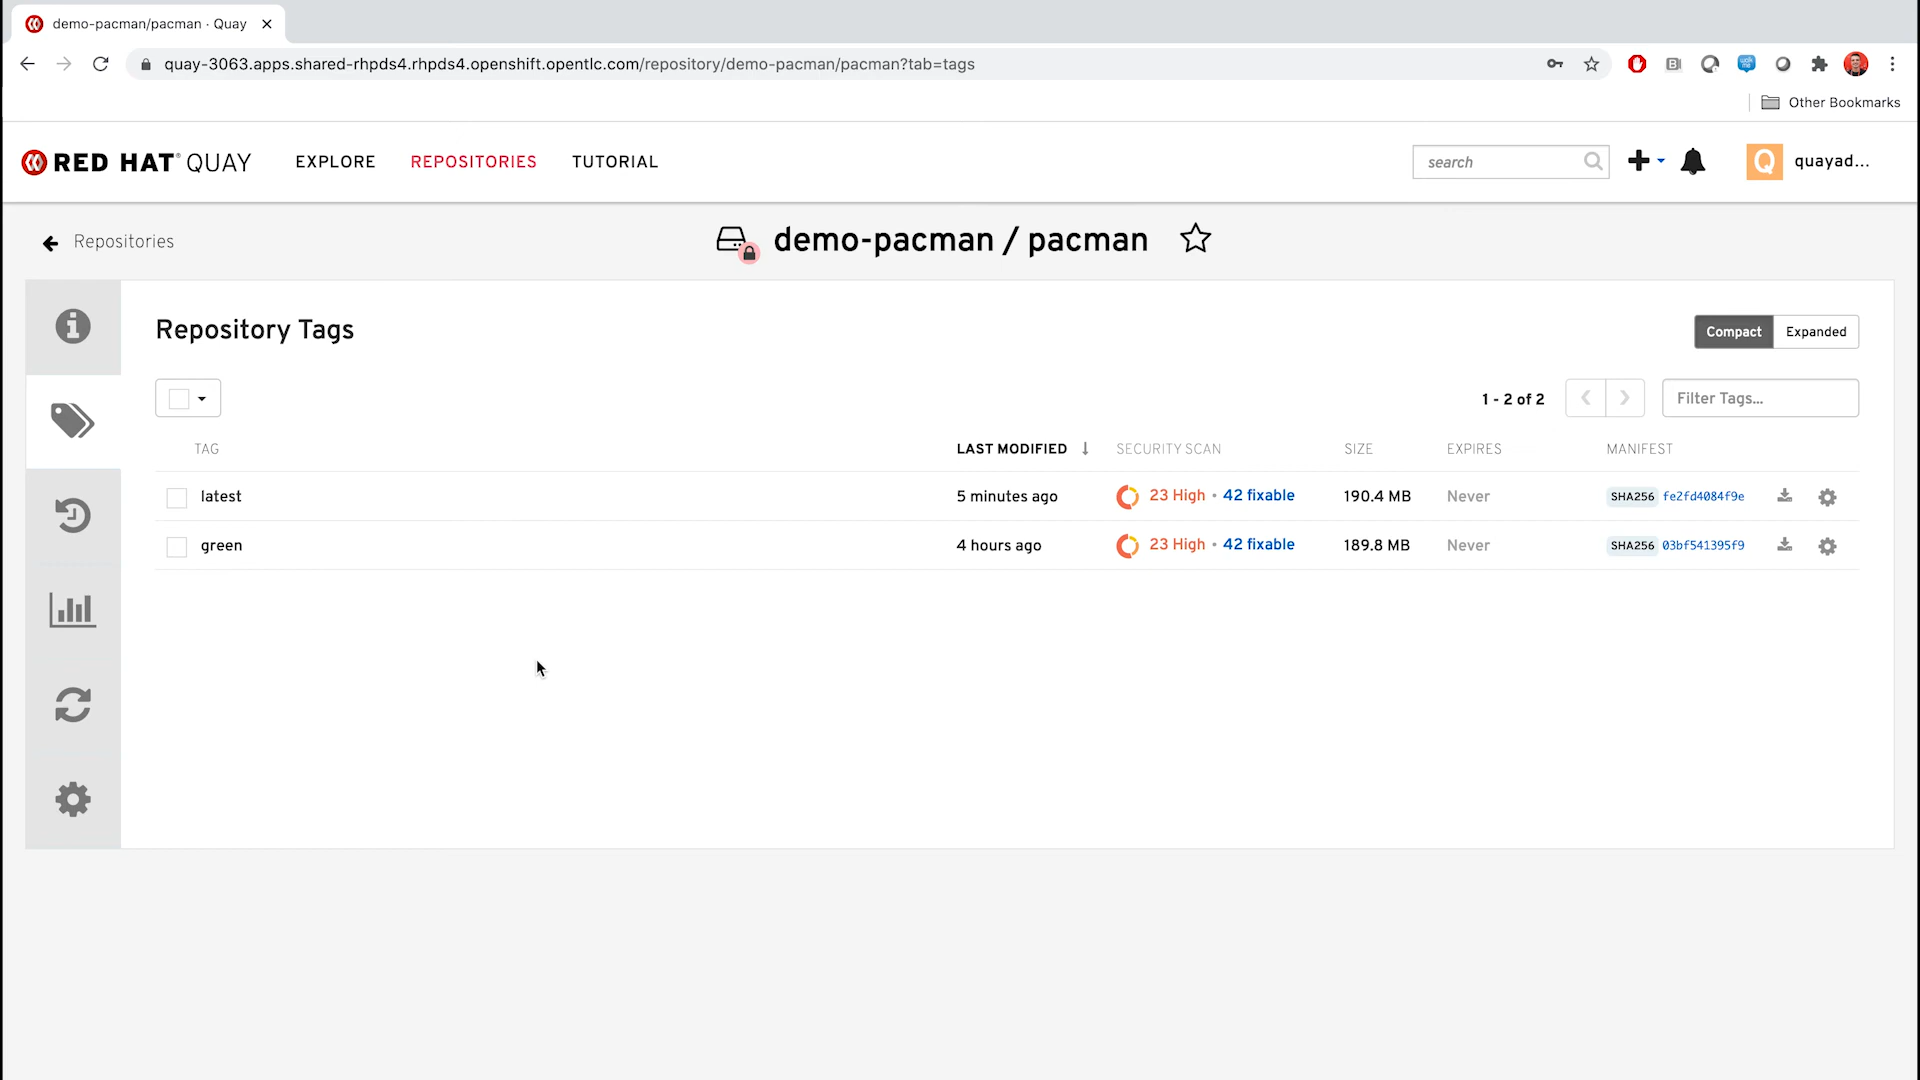 demo-pacman/pacman · Quay
quay-3063.apps.shared-rhpds4.rhpds4.openshift.opentlc.com/repository/demo-pacman/pacman?tab=tags
Other Bookmarks
RED HAT® QUAY EXPLORE REPOSITORIES TUTORIAL search Q quayad...
Repositories demo-pacman / pacman
Repository Tags Compact Expanded
1 - 2 of 2 Filter Tags...
TAG LAST MODIFIED SECURITY SCAN SIZE EXPIRES MANIFEST
latest 5 minutes ago 23 High • 42 fixable 190.4 MB Never SHA256 fe2fd4084f9e
green 4 hours ago 23 High • 42 fixable 189.8 MB Never SHA256 03bf541395f9